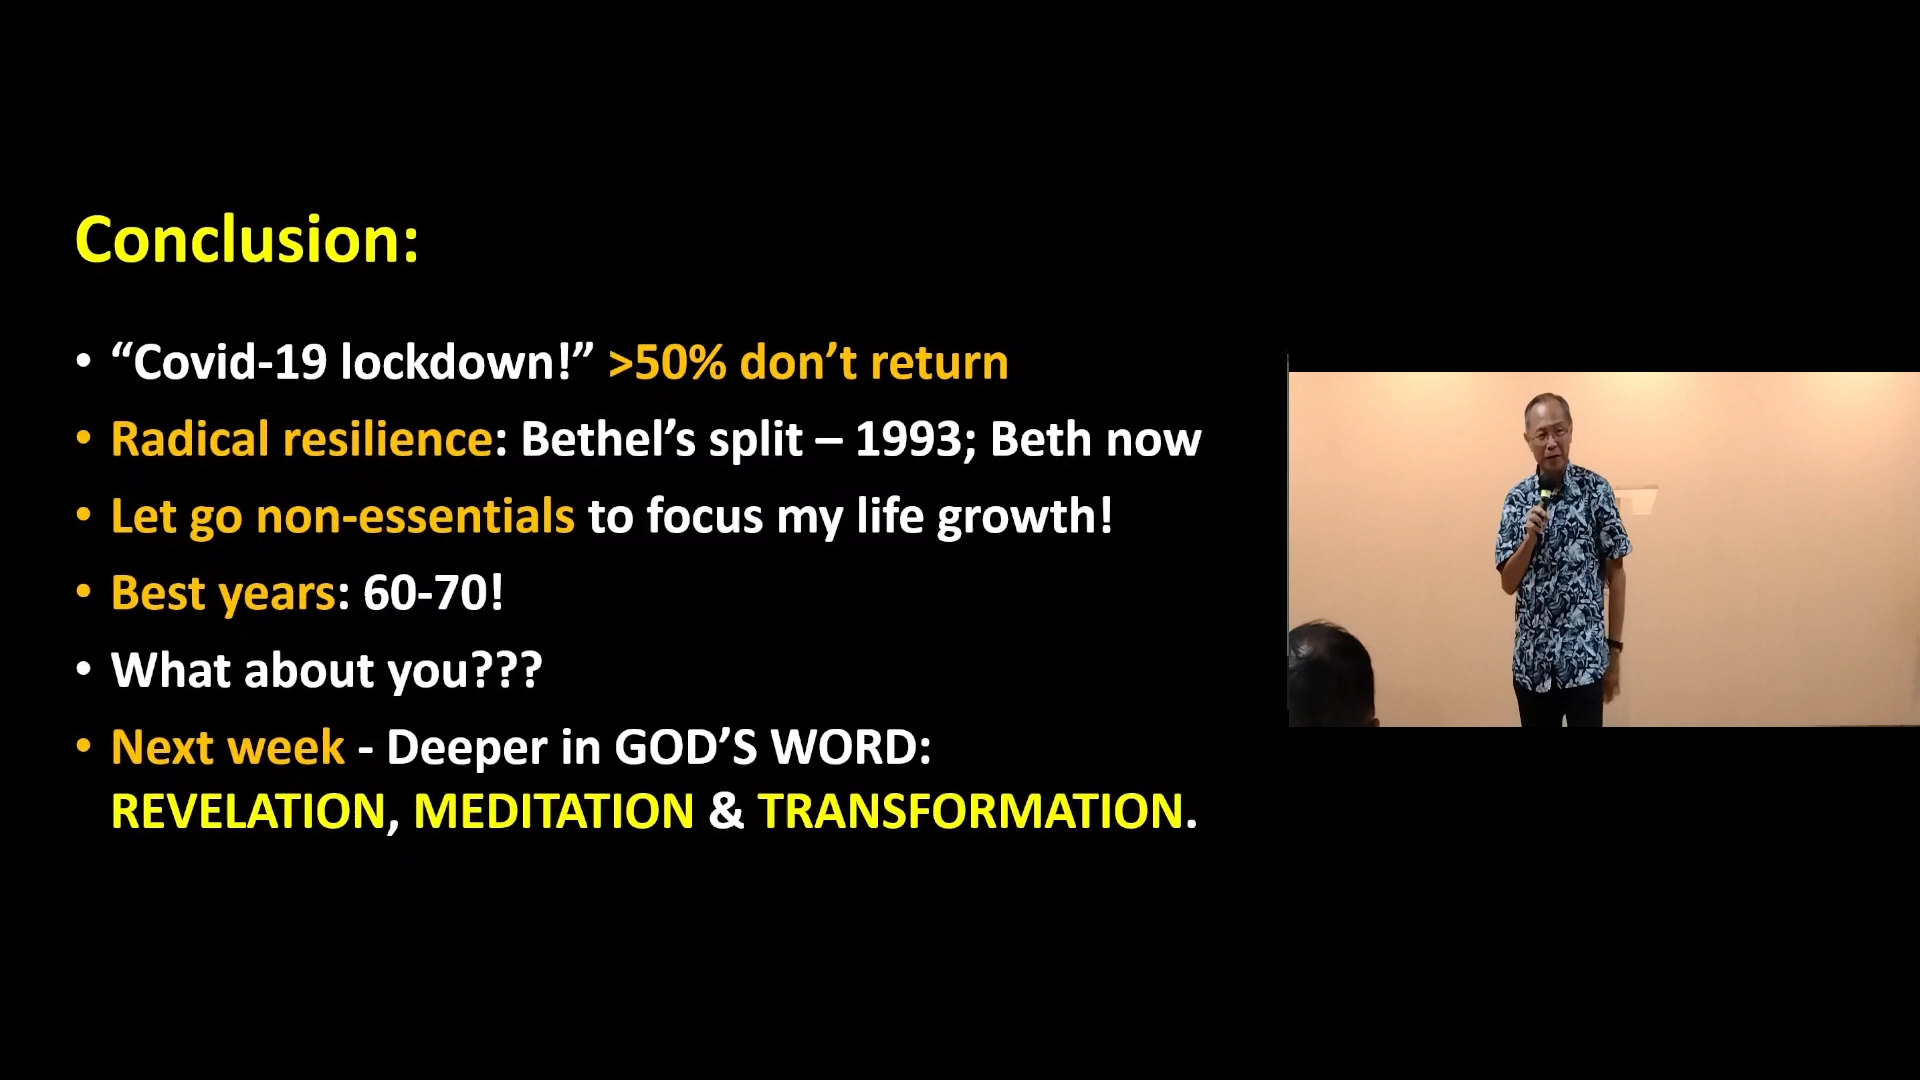 Conclusion:
• “Covid-19 lockdown!” >50% don’t return
• Radical resilience: Bethel’s split – 1993; Beth now
• Let go non-essentials to focus my life growth!
• Best years: 60-70!
• What about you???
• Next week - Deeper in GOD’S WORD:
REVELATION, MEDITATION & TRANSFORMATION.